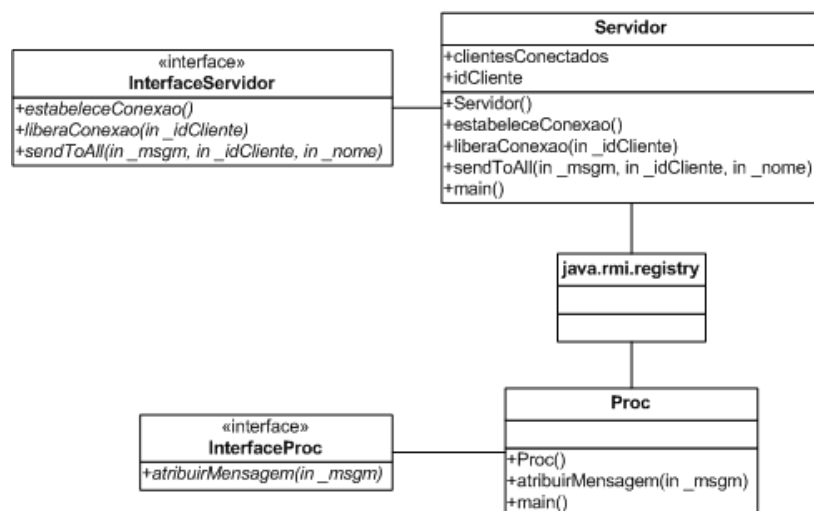 «interface»
InterfaceServidor
+estabeleceConexao()
+liberaConexao(in _idCliente)
+sendToAll(in _msgm, in _idCliente, in _nome)
Servidor
+clientesConectados
+idCliente
+Servidor()
+estabeleceConexao()
+liberaConexao(in _idCliente)
+sendToAll(in _msgm, in _idCliente, in _nome)
+main()
java.rmi.registry
«interface»
InterfaceProc
+atribuirMensagem(in _msgm)
Proc
+Proc()
+atribuirMensagem(in _msgm)
+main()